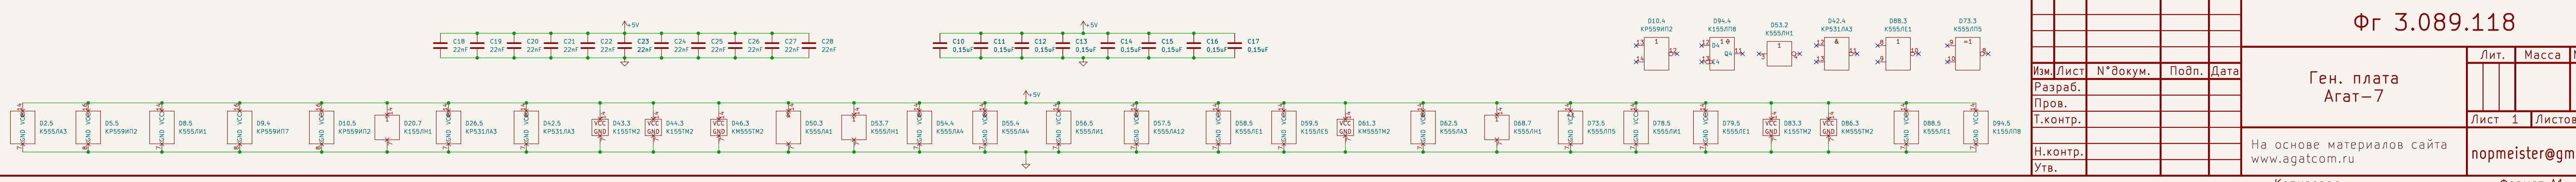 +5V
C18 22nF
C19 22nF
C20 22nF
C21 22nF
C22 22nF
C23 22nF
C24 22nF
C25 22nF
C26 22nF
C27 22nF
C28 22nF
+5V
C10 0,15uF
C11 0,15uF
C12 0,15uF
C13 0,15uF
C14 0,15uF
C15 0,15uF
C16 0,15uF
C17 0,15uF
D10.4 КР559ИП2
D94.4 К155ЛП8
D53.2 К155ЛН1
D42.4 КР531ЛА3
D88.3 К155ЛЕ1
D73.3 К155ЛП5
+5V
D2.5 К555ЛА3
D5.5 КР559ИП2
D8.5 К555ЛИ1
D9.4 КР559ИП7
D10.5 КР559ИП2
D20.7 К155ЛН1
D26.5 КР531ЛА3
D42.5 КР531ЛА3
D43.3 К155ТМ2
D44.3 К155ТМ2
D46.3 КМ555ТМ2
D50.3 К555ЛА1
D53.7 К155ЛН1
D54.4 К555ЛА4
D55.4 К555ЛА4
D56.5 К555ЛИ1
D57.5 К555ЛА12
D58.5 К555ЛЕ1
D59.5 К155ЛЕ5
D61.3 КМ555ТМ2
D62.5 К555ЛА3
D68.7 К555ЛН1
D73.5 К555ЛП5
D78.5 К555ЛИ1
D79.5 К555ЛЕ1
D83.3 К155ТМ2
D86.3 КМ555ТМ2
D88.5 К555ЛЕ1
D94.5 К155ЛП8
Фг 3.089.118
Лит. Масса
Изм. Лист N°докум. Подп. Дата
Ген. плата
Агат-7
Разраб.
Пров.
Т.контр.
Лист 1 Листов
Н.контр.
Утв.
На основе материалов сайта
www.agatcom.ru
nopmeister@gm